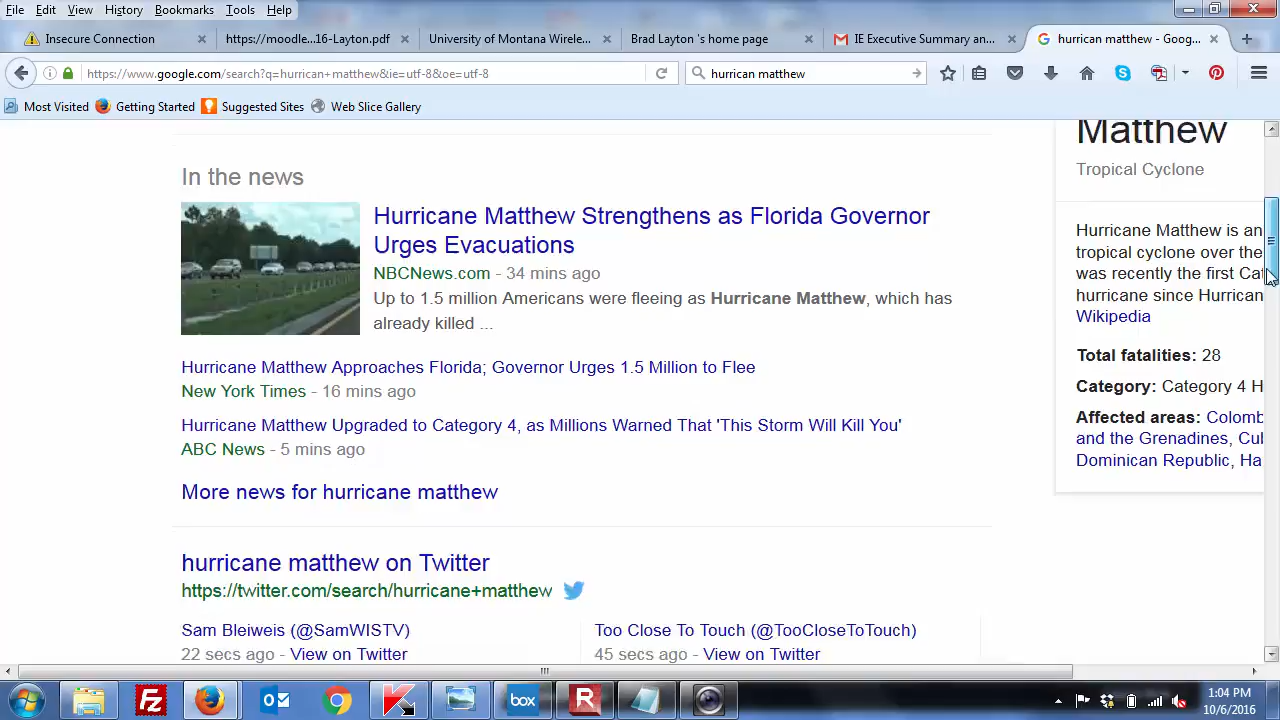 File Edit View History Bookmarks Tools Help
Insecure Connection
https://moodle...16-Layton.pdf
University of Montana Wirele...
Brad Layton 's home page
IE Executive Summary an...
hurrican matthew - Goog...
https://www.google.com/search?q=hurrican+matthew&ie=utf-8&oe=utf-8
hurrican matthew
Most Visited Getting Started Suggested Sites Web Slice Gallery
In the news
Hurricane Matthew Strengthens as Florida Governor
Urges Evacuations
NBCNews.com - 34 mins ago
Up to 1.5 million Americans were fleeing as Hurricane Matthew, which has
already killed ...
Hurricane Matthew Approaches Florida; Governor Urges 1.5 Million to Flee
New York Times - 16 mins ago
Hurricane Matthew Upgraded to Category 4, as Millions Warned That 'This Storm Will Kill You'
ABC News - 5 mins ago
More news for hurricane matthew
hurricane matthew on Twitter
https://twitter.com/search/hurricane+matthew
Sam Bleiweis (@SamWISTV)
22 secs ago - View on Twitter
Too Close To Touch (@TooCloseToTouch)
45 secs ago - View on Twitter
Matthew
Tropical Cyclone
Hurricane Matthew is an
tropical cyclone over the
was recently the first Cat
hurricane since Hurrican
Wikipedia
Total fatalities: 28
Category: Category 4 H
Affected areas: Colomb
and the Grenadines, Cu
Dominican Republic, Ha
Fz
box
R
1:04 PM
10/6/2016